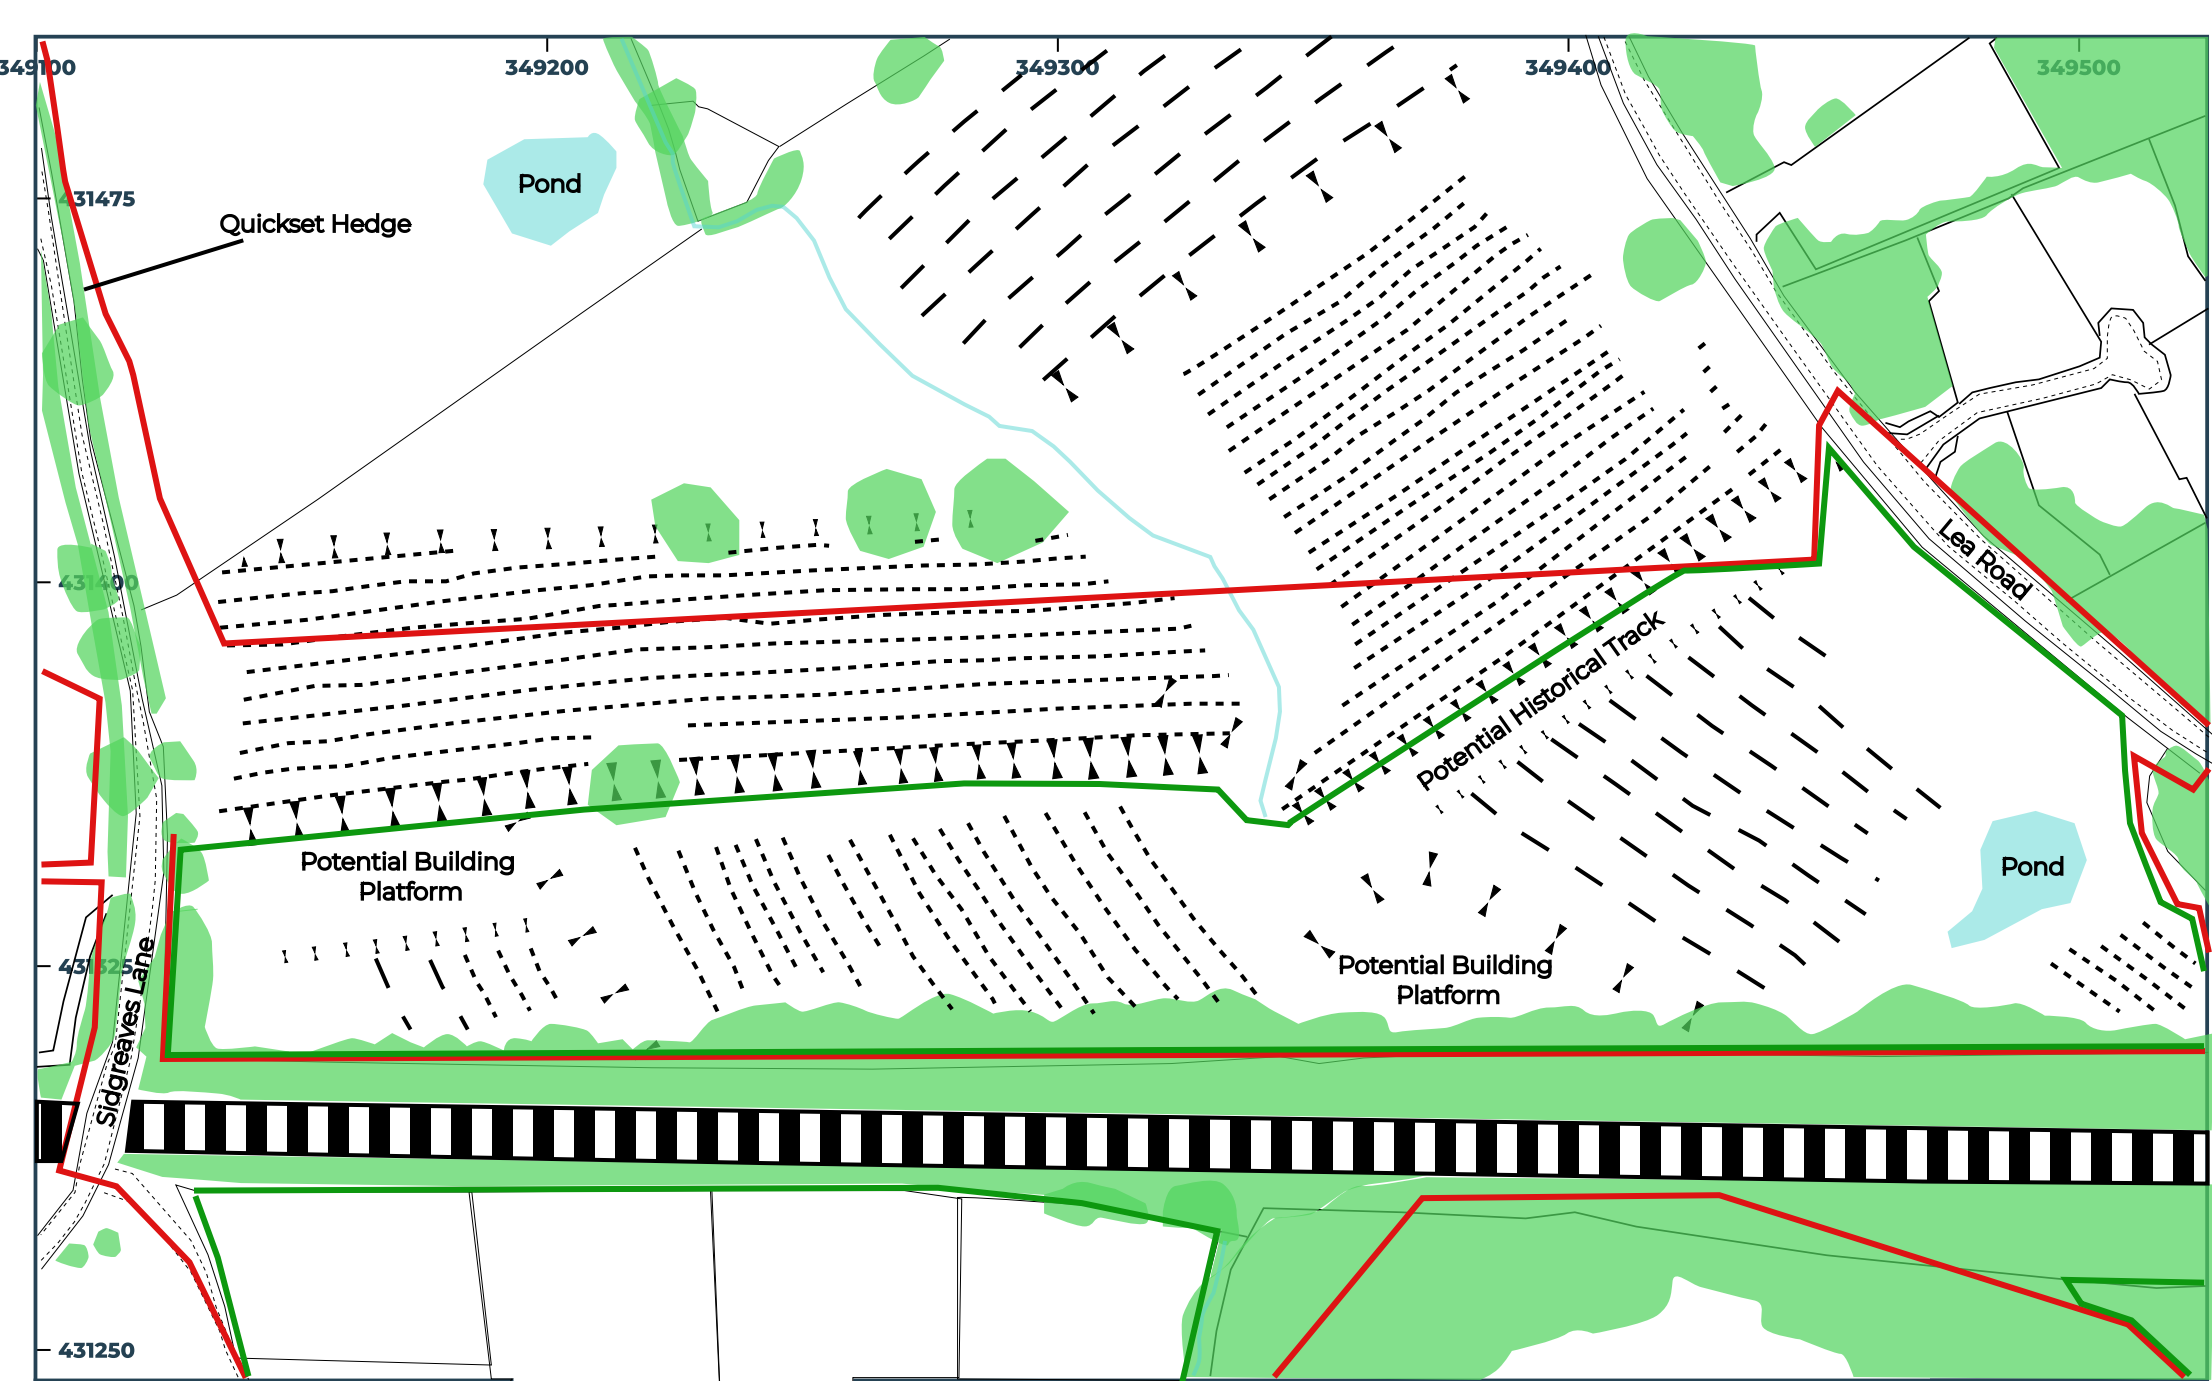 349100
349200
349300
349400
349500
Pond
431475
Quickset Hedge
431400
Lea Road
Potential Historical Track
Potential Building
Platform
Pond
431325
Sidgreaves Lane
Potential Building
Platform
431250